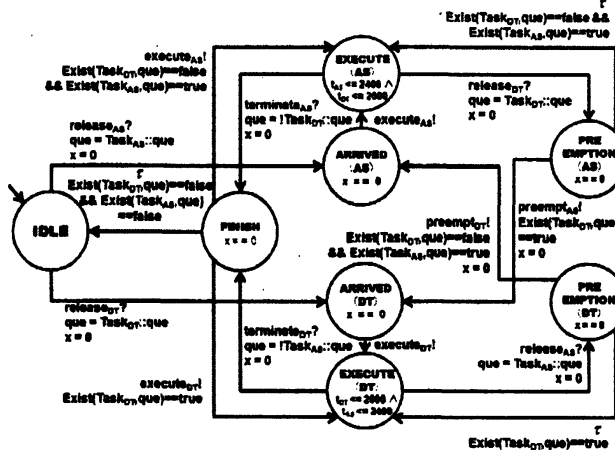 τ
Exist(Task_DT,que)==false &&
Exist(Task_AS,que)==true
execute_AS!
Exist(Task_DT,que)==false
&& Exist(Task_AS,que)==true
EXECUTE
(AS)
t_AS <= 2400 ∧
t_DT <= 2000
release_DT?
que = Task_DT::que
x = 0
terminate_AS?
que = !Task_DT::que
x = 0
execute_AS!
release_AS?
que = Task_AS::que
x = 0
ARRIVED
(AS)
x == 0
PRE
EMPTION
(AS)
x == 0
τ
Exist(Task_DT,que)==false
&& Exist(Task_AS,que)
==false
IDLE
FINISH
x == 0
preempt_DT!
Exist(Task_DT,que)==false
&& Exist(Task_AS,que)==true
x = 0
preempt_AS!
Exist(Task_DT,que)
==true
x = 0
ARRIVED
(DT)
x == 0
PRE
EMPTION
(DT)
x == 0
release_DT?
que = Task_DT::que
x = 0
terminate_DT?
que = !Task_AS::que
x = 0
execute_DT!
release_AS?
que = Task_AS::que
x = 0
EXECUTE
(DT)
t_DT <= 2000 ∧
t_AS <= 2400
execute_DT!
Exist(Task_DT,que)==true
τ
Exist(Task_DT,que)==true